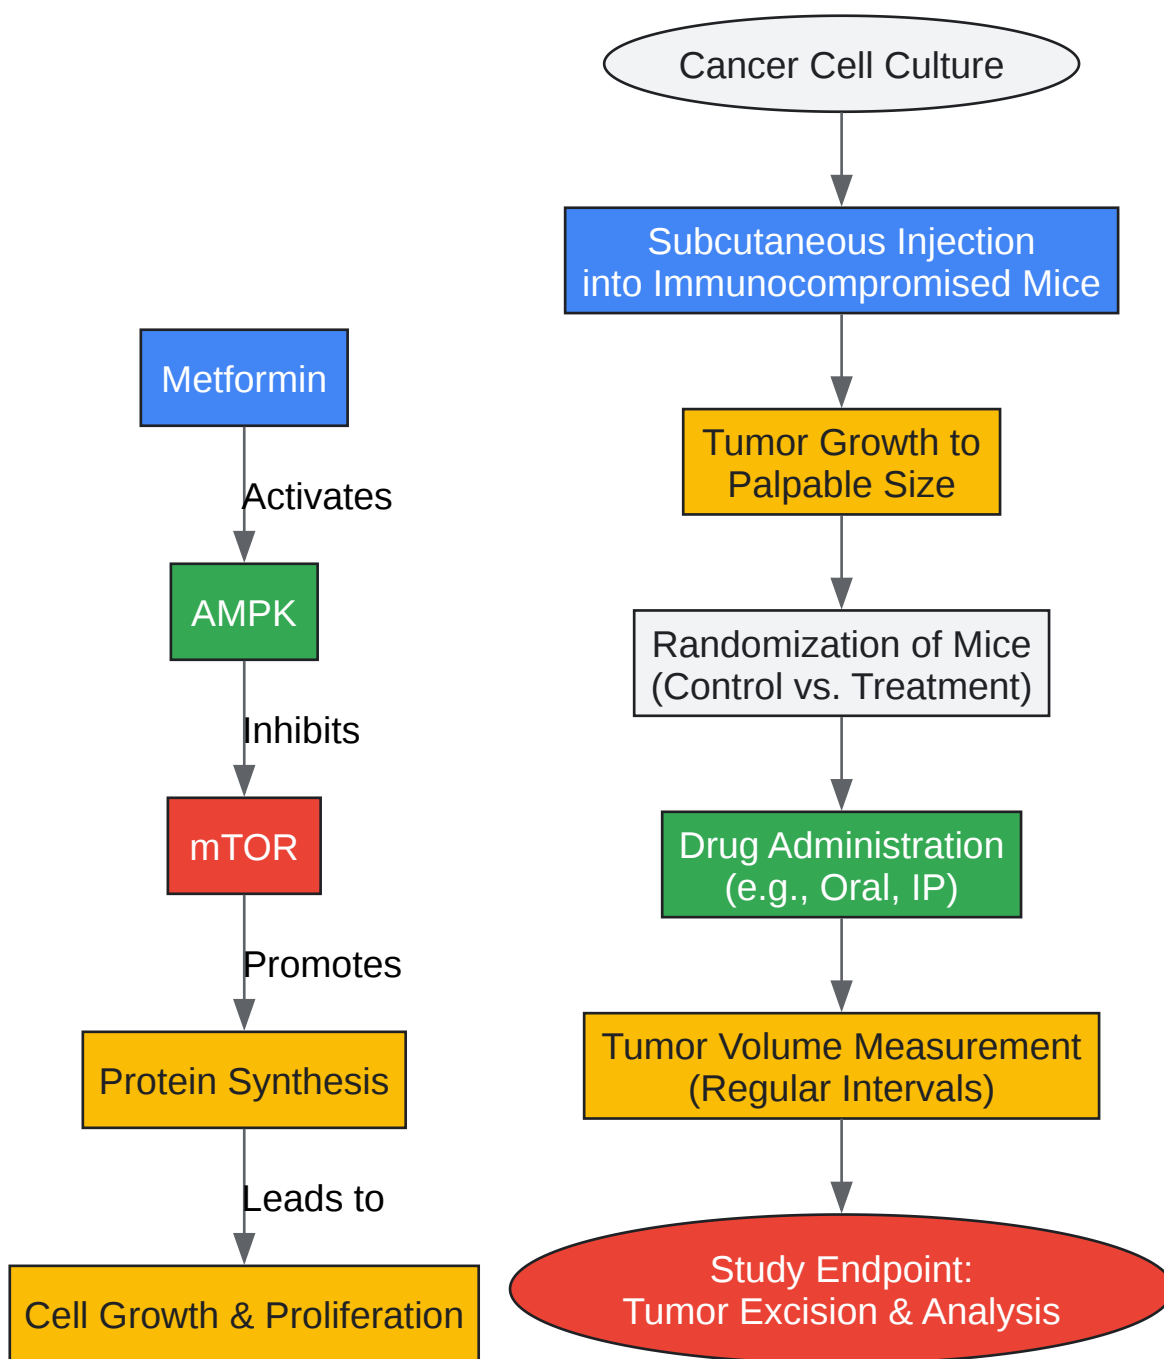 Metformin
Activates
AMPK
Inhibits
mTOR
Promotes
Protein Synthesis
Leads to
Cell Growth & Proliferation
Cancer Cell Culture
Subcutaneous Injection
into Immunocompromised Mice
Tumor Growth to
Palpable Size
Randomization of Mice
(Control vs. Treatment)
Drug Administration
(e.g., Oral, IP)
Tumor Volume Measurement
(Regular Intervals)
Study Endpoint:
Tumor Excision & Analysis